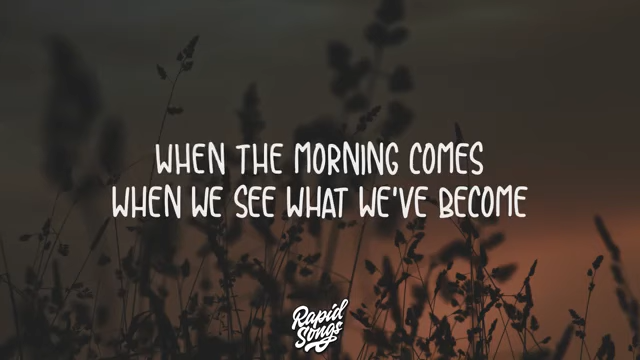 WHEN THE MORNING COMES
WHEN WE SEE WHAT WE'VE BECOME
Rapid
Songs